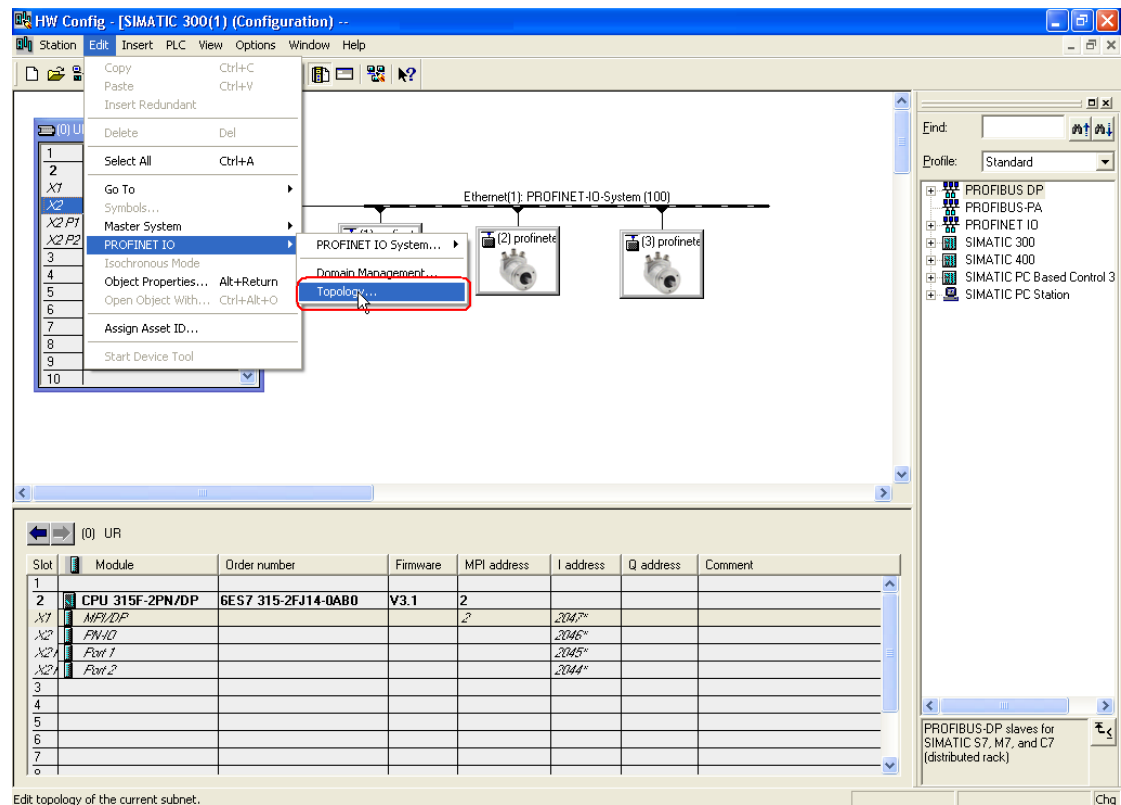 HW Config - [SIMATIC 300(1) (Configuration) --
Station Edit Insert PLC View Options Window Help
Copy Ctrl+C
Paste Ctrl+V
Insert Redundant
Delete Del
Select All Ctrl+A
Go To
Symbols...
Master System
PROFINET IO
Isochronous Mode
Object Properties... Alt+Return
Open Object With... Ctrl+Alt+O
Assign Asset ID...
Start Device Tool
PROFINET IO System...
Domain Management...
Topology...
(0) U
1
2
X1
X2
X2 P1
X2 P2
3
4
5
6
7
8
9
10
Ethernet(1): PROFINET-IO-System (100)
(2) profinete
(3) profinete
Find:
Profile: Standard
PROFIBUS DP
PROFIBUS-PA
PROFINET IO
SIMATIC 300
SIMATIC 400
SIMATIC PC Based Control 3
SIMATIC PC Station
PROFIBUS-DP slaves for
SIMATIC S7, M7, and C7
(distributed rack)
(0) UR
Slot Module Order number Firmware MPI address I address Q address Comment
1
2 CPU 315F-2PN/DP 6ES7 315-2FJ14-0AB0 V3.1 2
X1 MPI/DP 2 2047*
X2 PN-IO 2046*
X2 Port 1 2045*
X2 Port 2 2044*
3
4
5
6
7
Edit topology of the current subnet.
Chg